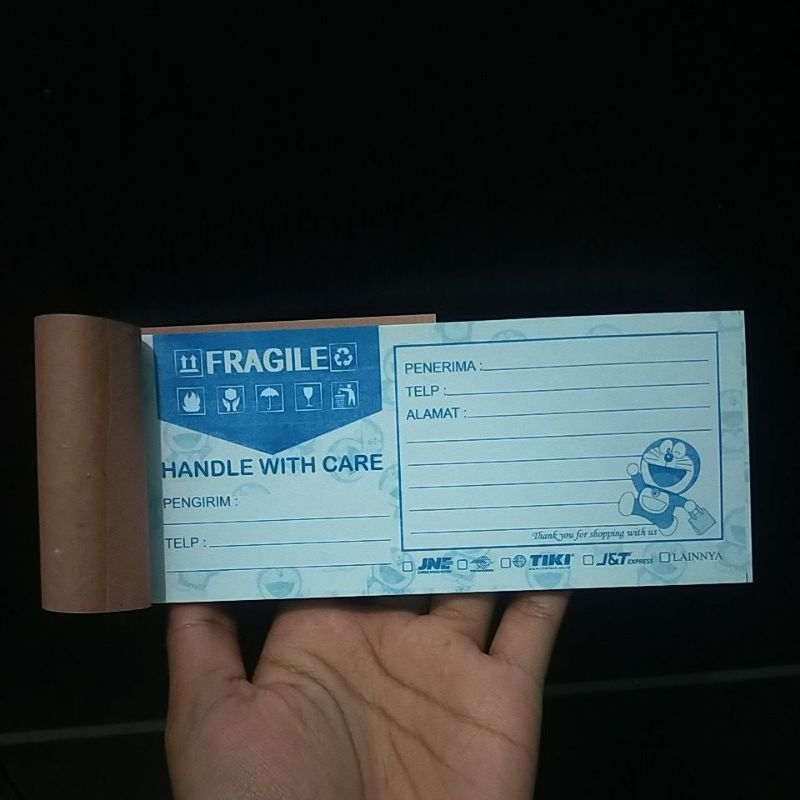 FRAGILE
HANDLE WITH CARE
PENGIRIM :
TELP :
PENERIMA :
TELP :
ALAMAT :
Thank you for shopping with us
JNE TIKI J&T EXPRESS LAINNYA